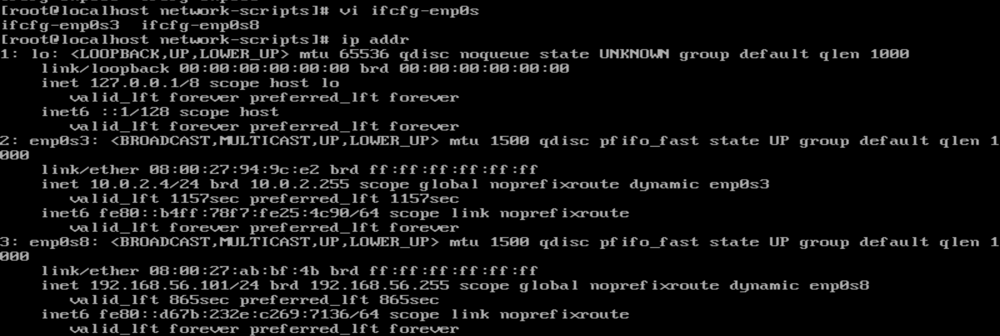 [root@localhost network-scripts]# vi ifcfg-enp0s
ifcfg-enp0s3  ifcfg-enp0s8
[root@localhost network-scripts]# ip addr
1: lo: <LOOPBACK,UP,LOWER_UP> mtu 65536 qdisc noqueue state UNKNOWN group default qlen 1000
    link/loopback 00:00:00:00:00:00 brd 00:00:00:00:00:00
    inet 127.0.0.1/8 scope host lo
       valid_lft forever preferred_lft forever
    inet6 ::1/128 scope host
       valid_lft forever preferred_lft forever
2: enp0s3: <BROADCAST,MULTICAST,UP,LOWER_UP> mtu 1500 qdisc pfifo_fast state UP group default qlen 1
000
    link/ether 08:00:27:94:9c:e2 brd ff:ff:ff:ff:ff:ff
    inet 10.0.2.4/24 brd 10.0.2.255 scope global noprefixroute dynamic enp0s3
       valid_lft 1157sec preferred_lft 1157sec
    inet6 fe80::b4ff:78f7:fe25:4c90/64 scope link noprefixroute
       valid_lft forever preferred_lft forever
3: enp0s8: <BROADCAST,MULTICAST,UP,LOWER_UP> mtu 1500 qdisc pfifo_fast state UP group default qlen 1
000
    link/ether 08:00:27:ab:bf:4b brd ff:ff:ff:ff:ff:ff
    inet 192.168.56.101/24 brd 192.168.56.255 scope global noprefixroute dynamic enp0s8
       valid_lft 865sec preferred_lft 865sec
    inet6 fe80::d67b:232e:c269:7136/64 scope link noprefixroute
       valid_lft forever preferred_lft forever